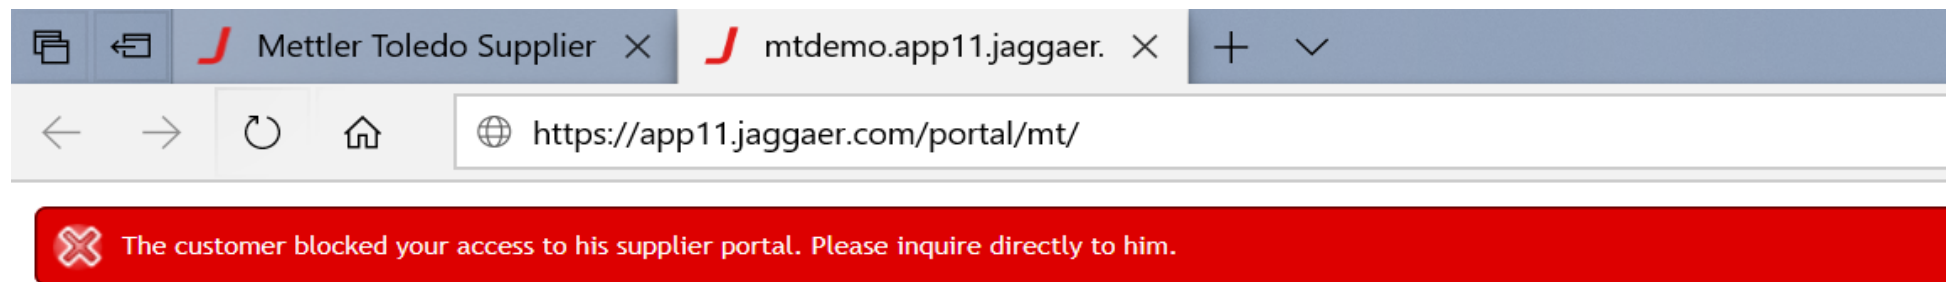 Mettler Toledo Supplier
mtdemo.app11.jaggaer.
https://app11.jaggaer.com/portal/mt/
The customer blocked your access to his supplier portal. Please inquire directly to him.